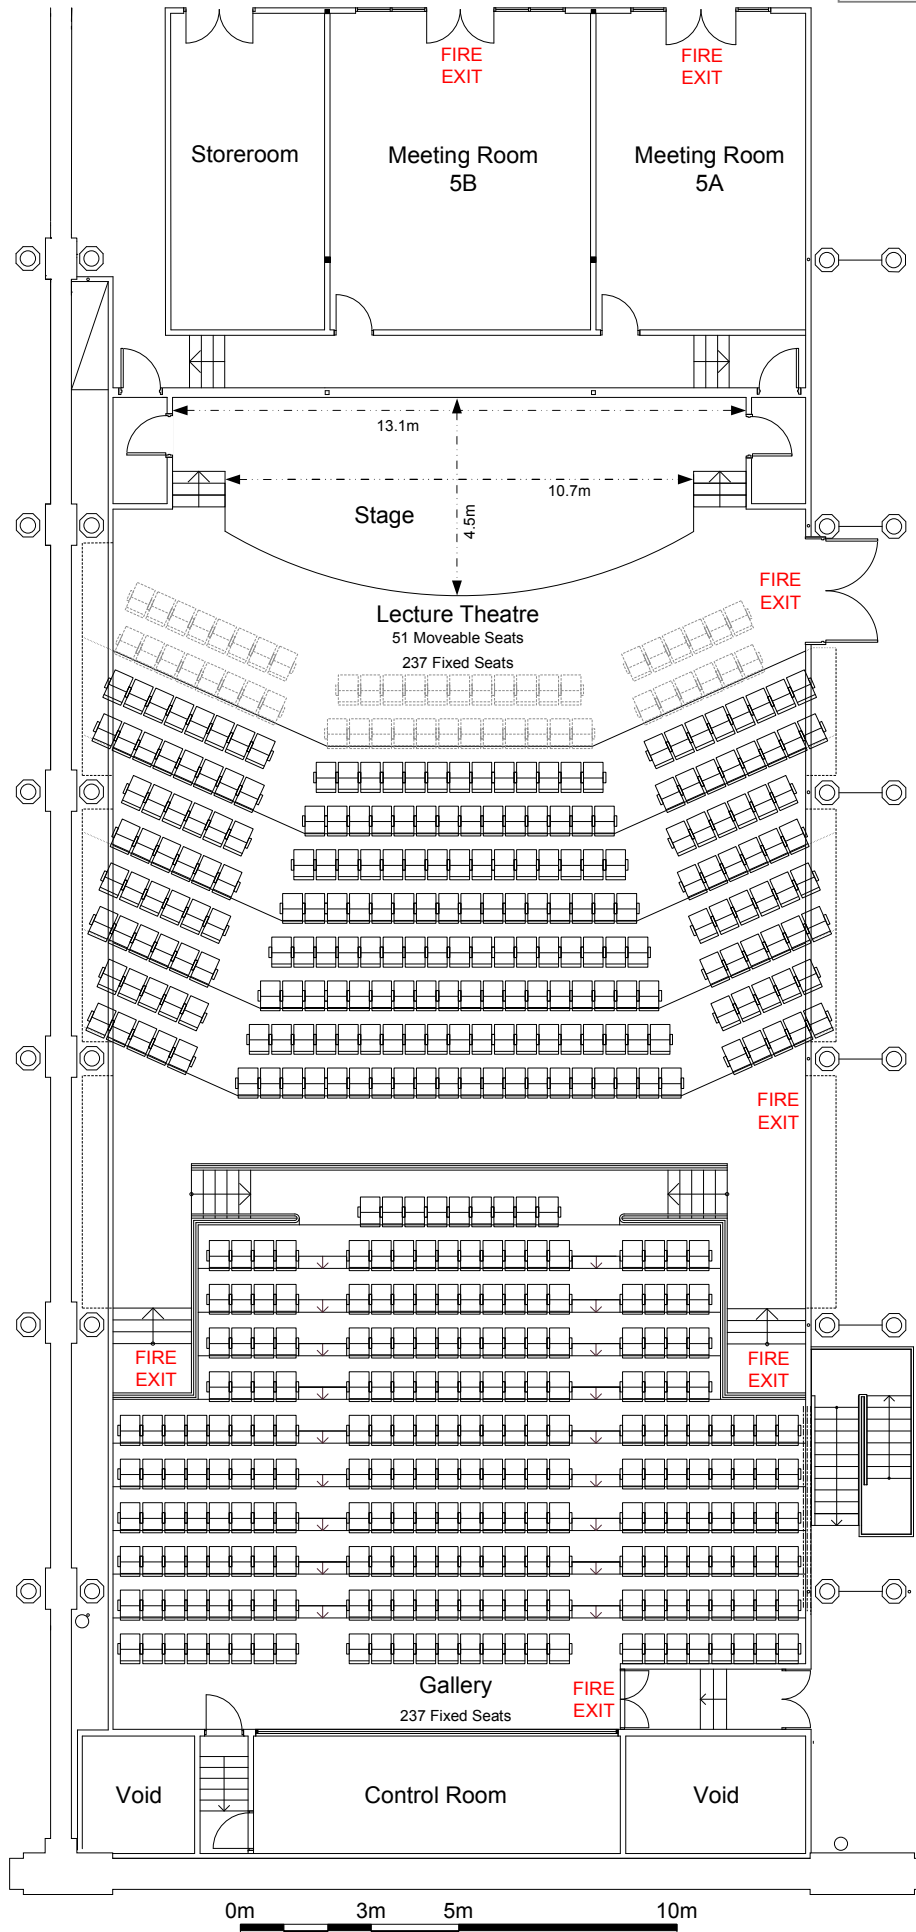 FIRE
EXIT
FIRE
EXIT
Storeroom
Meeting Room
5B
Meeting Room
5A
13.1m
10.7m
4.5m
Stage
FIRE
EXIT
Lecture Theatre
51 Moveable Seats
237 Fixed Seats
FIRE
EXIT
FIRE
EXIT
FIRE
EXIT
Gallery
237 Fixed Seats
FIRE
EXIT
Void
Control Room
Void
0m
3m
5m
10m